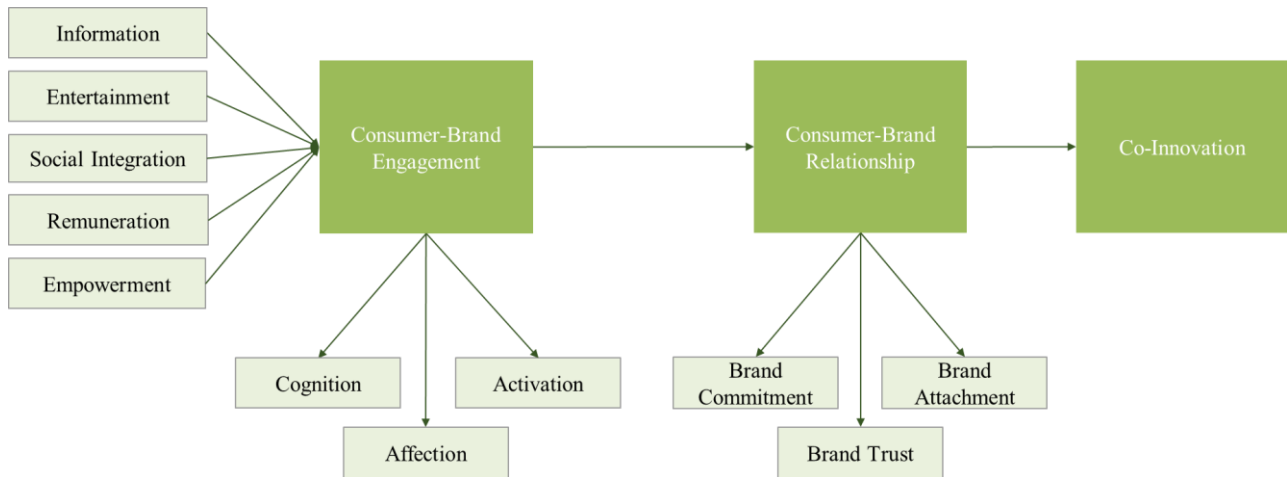 Information
Entertainment
Social Integration
Remuneration
Empowerment
Consumer-Brand
Engagement
Consumer-Brand
Relationship
Co-Innovation
Cognition
Activation
Affection
Brand
Commitment
Brand
Attachment
Brand Trust